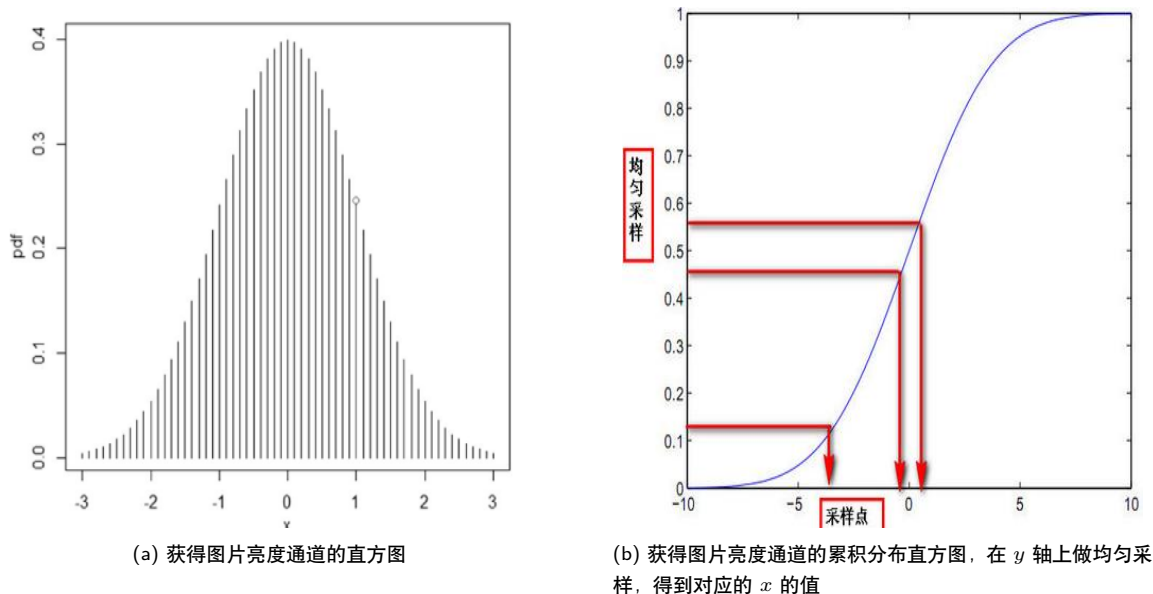 0.4
0.3
pdf
0.2
0.1
0.0
-3 -2 -1 0 1 2 3
x
(a) 获得图片亮度通道的直方图
1
0.9
0.8
0.7
0.6
0.5
0.4
0.3
0.2
0.1
0
均
匀
采
样
-10 -5 0 5 10
采样点
(b) 获得图片亮度通道的累积分布直方图，在 y 轴上做均匀采
样，得到对应的 x 的值